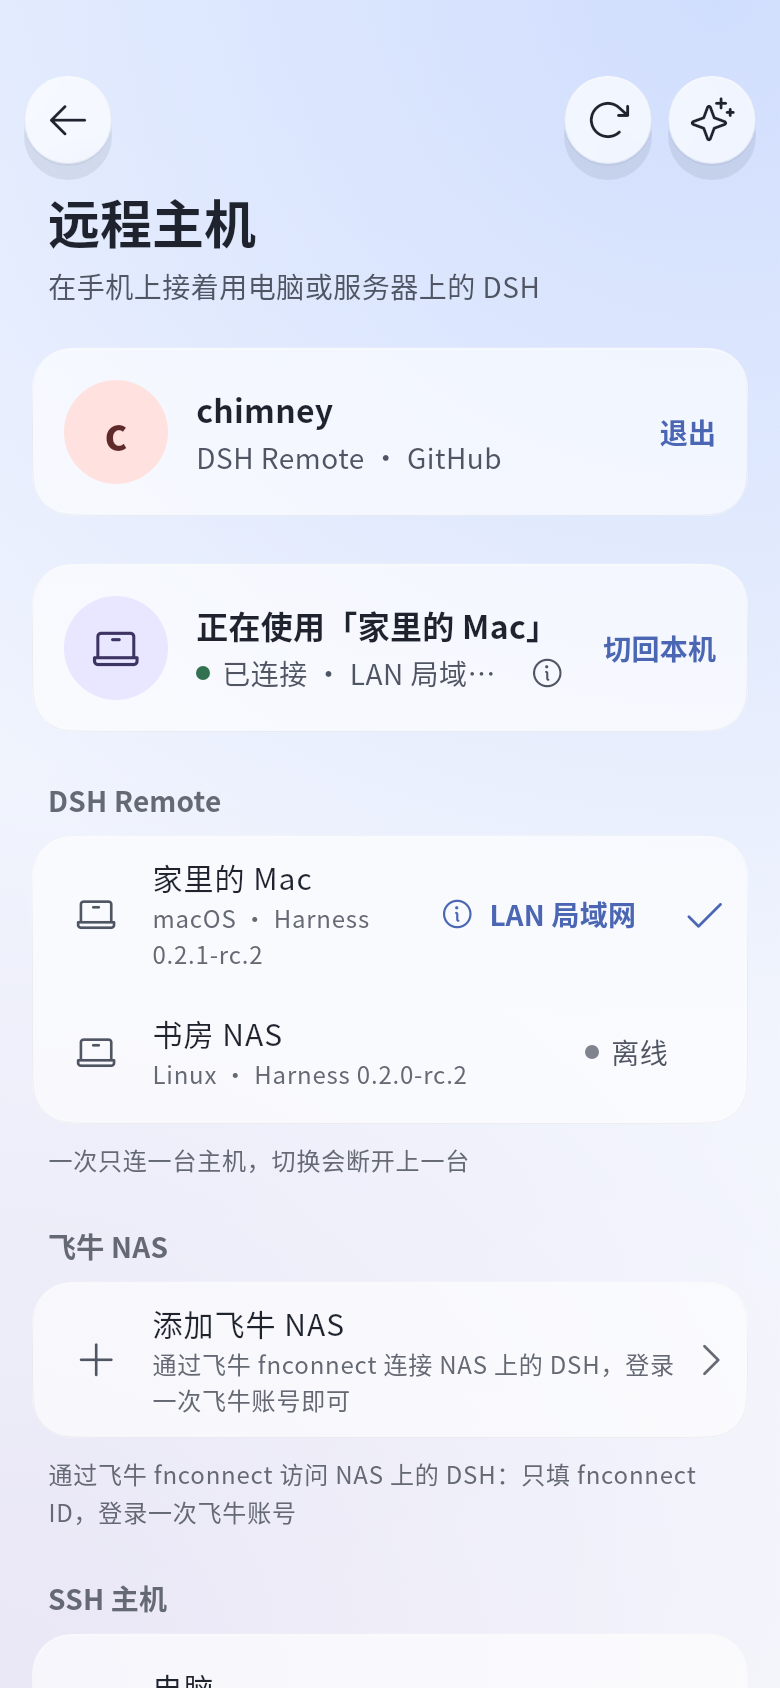 远程主机
在手机上接着用电脑或服务器上的 DSH
c
chimney
DSH Remote • GitHub
退出
正在使用「家里的 Mac」
已连接 • LAN 局域…
切回本机
DSH Remote
家里的 Mac
macOS • Harness
0.2.1-rc.2
LAN 局域网
书房 NAS
Linux • Harness 0.2.0-rc.2
离线
一次只连一台主机，切换会断开上一台
飞牛 NAS
添加飞牛 NAS
通过飞牛 fnconnect 连接 NAS 上的 DSH，登录
一次飞牛账号即可
通过飞牛 fnconnect 访问 NAS 上的 DSH：只填 fnconnect
ID，登录一次飞牛账号
SSH 主机
电脑